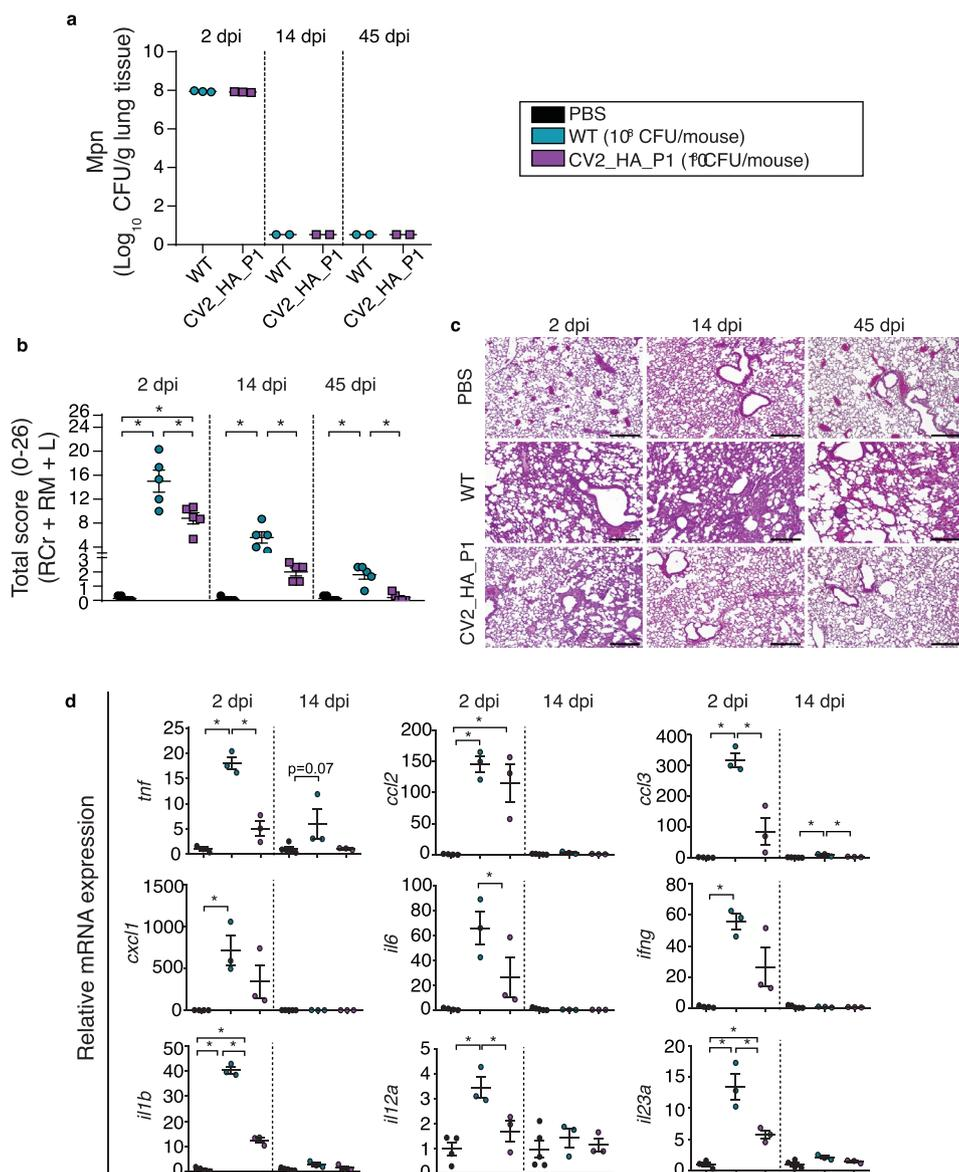 a
2 dpi 14 dpi 45 dpi
Mpn
(Log10 CFU/g lung tissue)
10
8
6
4
2
0
WT
CV2_HA_P1
WT
CV2_HA_P1
WT
CV2_HA_P1
PBS
WT (10⁸ CFU/mouse)
CV2_HA_P1 (10⁸ CFU/mouse)
b
2 dpi 14 dpi 45 dpi
* * * * * * *
Total score (0-26)
(RCr + RM + L)
26
24
20
16
12
8
4
3
2
1
0
c
2 dpi 14 dpi 45 dpi
PBS
WT
CV2_HA_P1
d
Relative mRNA expression
2 dpi 14 dpi
tnf
25
20
15
10
5
0
* *
p=0.07
2 dpi 14 dpi
ccl2
200
150
100
50
0
*
*
2 dpi 14 dpi
ccl3
400
300
200
100
0
* *
* *
cxcl1
1500
1000
500
0
*
il6
100
80
60
40
20
0
*
ifng
80
60
40
20
0
*
il1b
50
40
30
20
10
0
*
* *
il12a
5
4
3
2
1
0
* *
il23a
20
15
10
5
0
*
* *